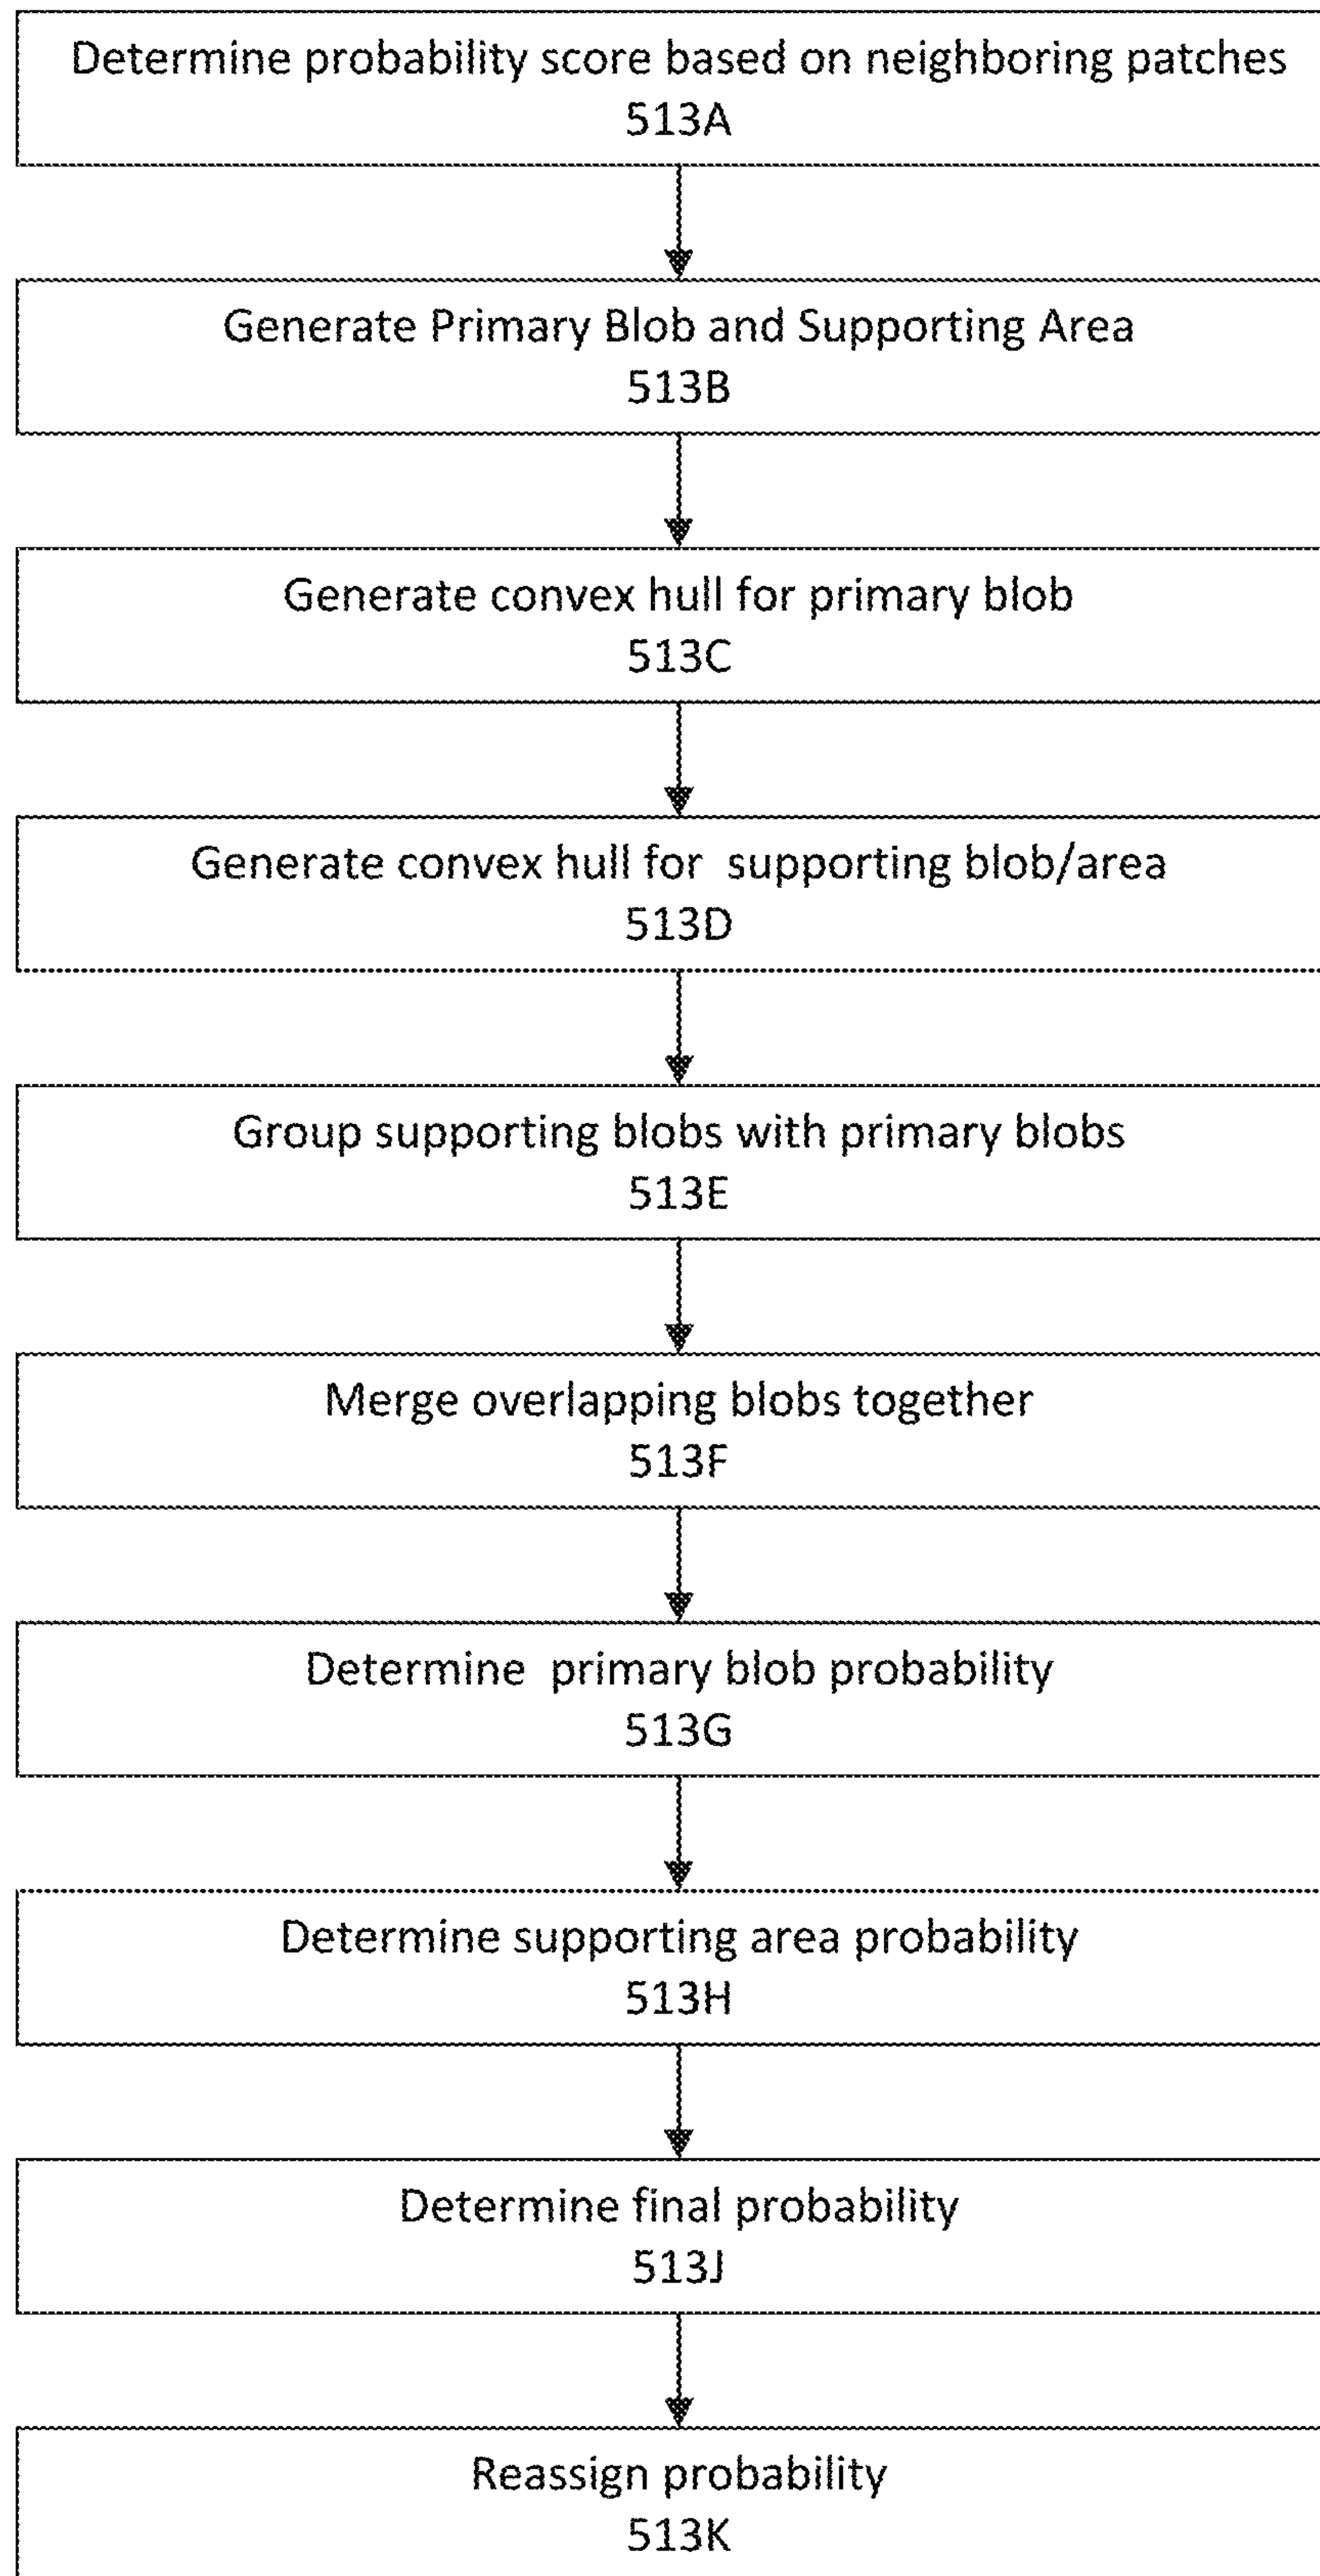 Determine probability score based on neighboring patches
513A
Generate Primary Blob and Supporting Area
513B
Generate convex hull for primary blob
513C
Generate convex hull for  supporting blob/area
513D
Group supporting blobs with primary blobs
513E
Merge overlapping blobs together
513F
Determine  primary blob probability
513G
Determine supporting area probability
513H
Determine final probability
513J
Reassign probability
513K